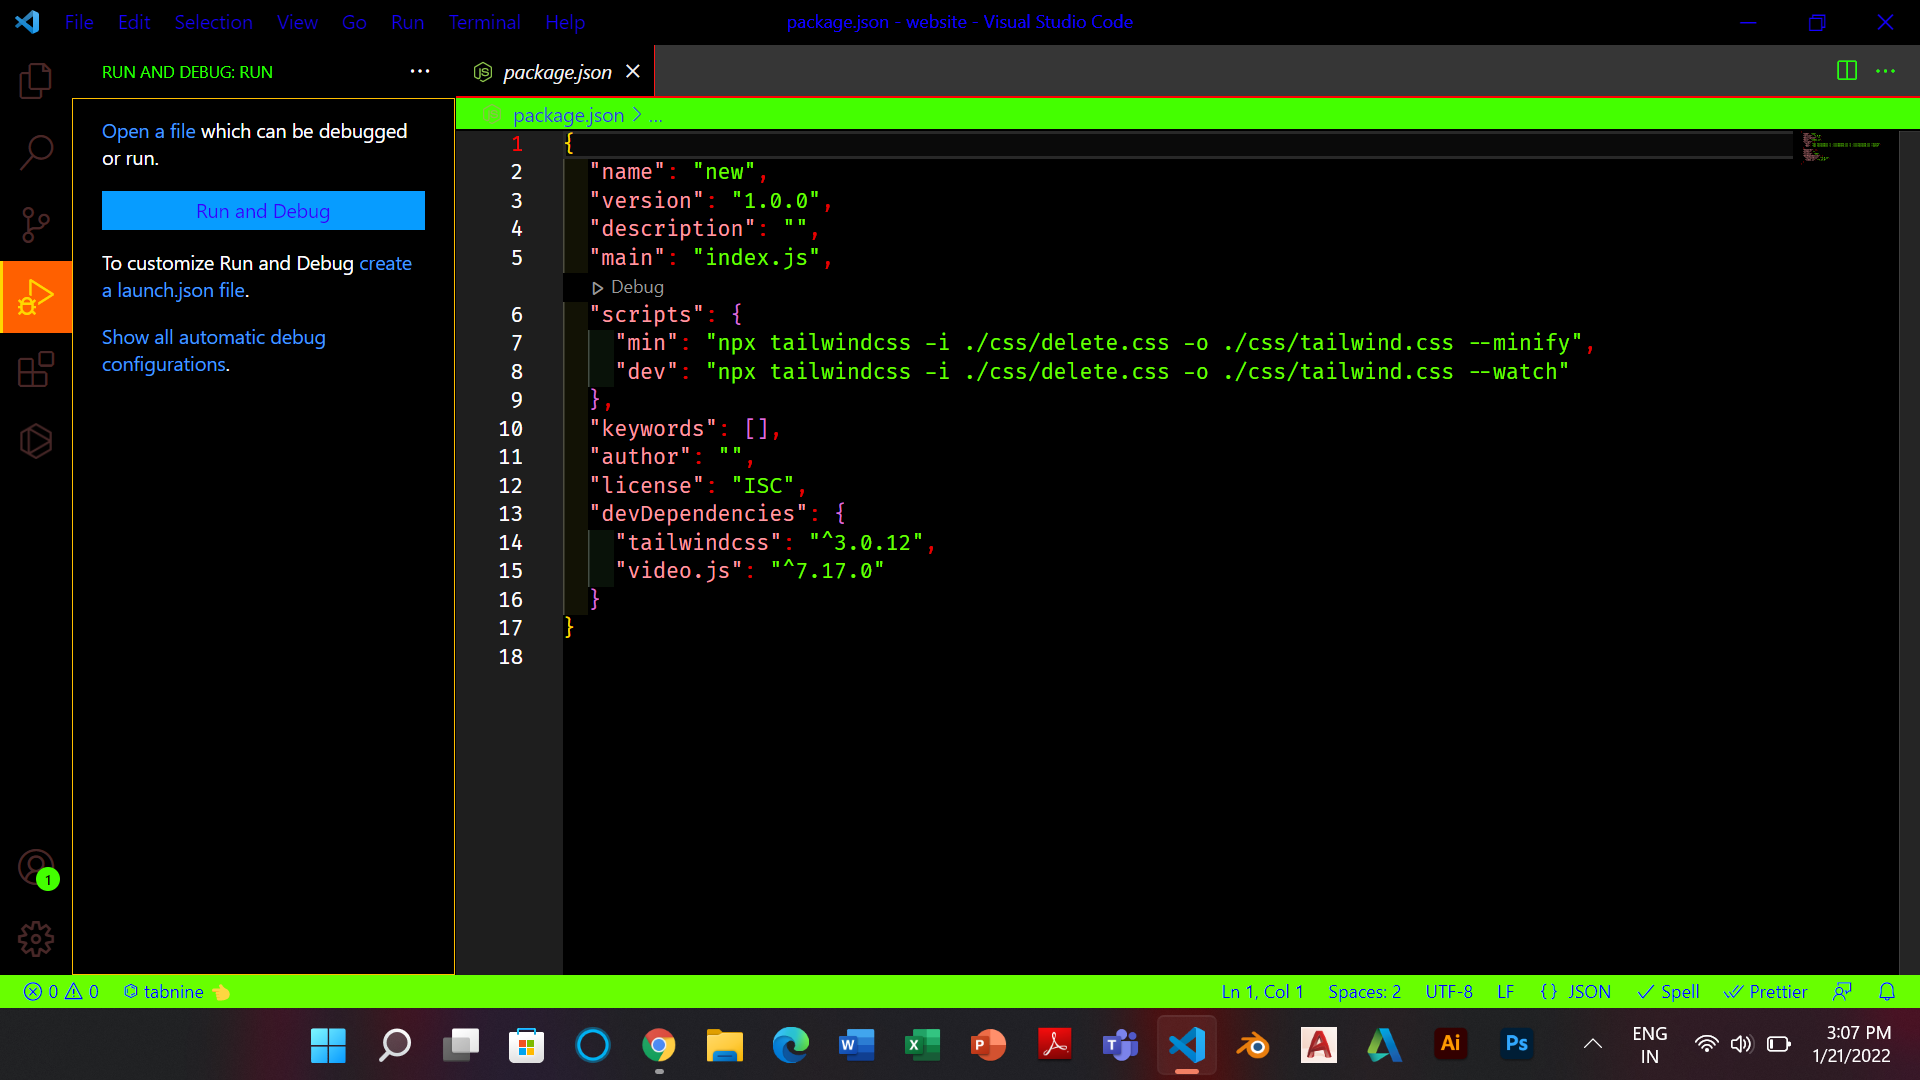 File Edit Selection View Go Run Terminal Help
package.json - website - Visual Studio Code
RUN AND DEBUG: RUN
package.json
package.json > ...
Open a file which can be debugged
or run.
Run and Debug
To customize Run and Debug create
a launch.json file.
Show all automatic debug
configurations.
1 {
2 "name": "new",
3 "version": "1.0.0",
4 "description": "",
5 "main": "index.js",
Debug
6 "scripts": {
7 "min": "npx tailwindcss -i ./css/delete.css -o ./css/tailwind.css --minify",
8 "dev": "npx tailwindcss -i ./css/delete.css -o ./css/tailwind.css --watch"
9 },
10 "keywords": [],
11 "author": "",
12 "license": "ISC",
13 "devDependencies": {
14 "tailwindcss": "^3.0.12",
15 "video.js": "^7.17.0"
16 }
17 }
18
1
0 0 tabnine
Ln 1, Col 1 Spaces: 2 UTF-8 LF {} JSON Spell Prettier
ENG
IN
3:07 PM
1/21/2022
W X P T A Ai Ps